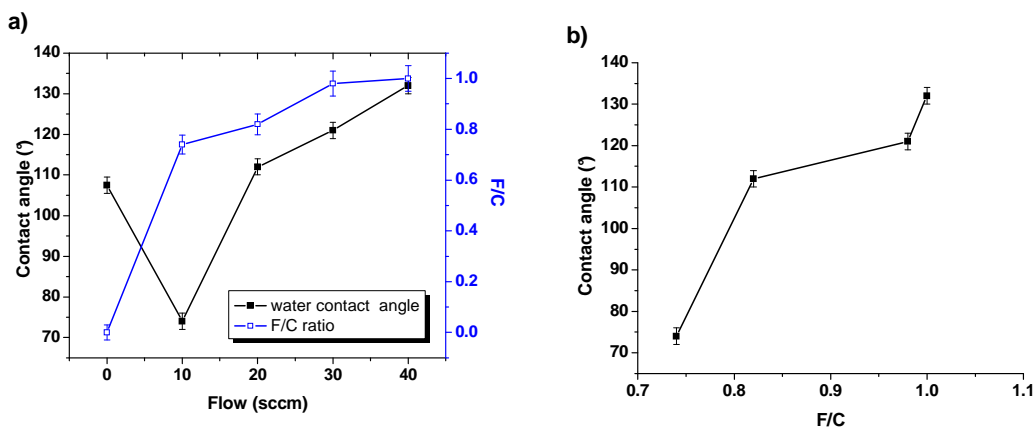 a)
140
130
120
110
100
90
80
70
Contact angle (°)
1.0
0.8
0.6
0.4
0.2
0.0
F/C
water contact angle
F/C ratio
0 10 20 30 40
Flow (sccm)
b)
140
130
120
110
100
90
80
70
Contact angle (°)
0.7 0.8 0.9 1.0 1.1
F/C